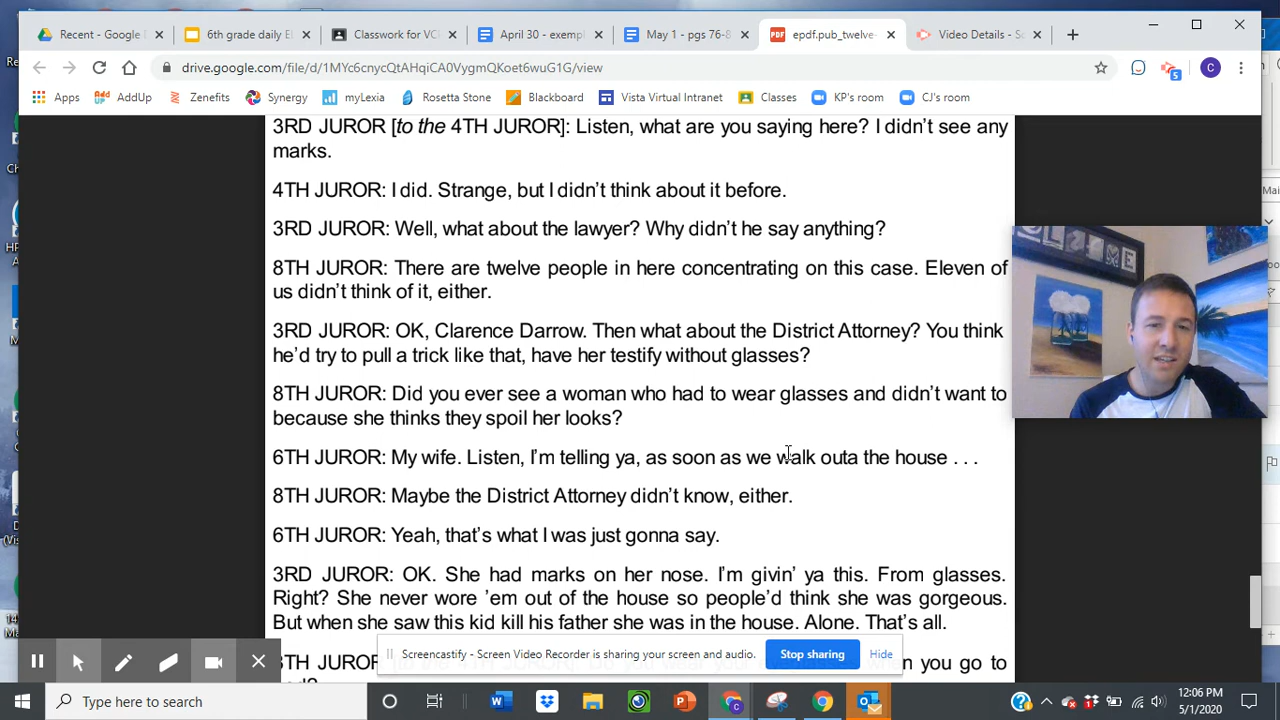 Recent - Google
6th grade daily E
Classwork for VC
April 30 - exempl
May 1 - pgs 76-8
epdf.pub_twelve-
Video Details - Sc
drive.google.com/file/d/1MYc6cnycQtAHqiCA0VygmQKoet6wuG1G/view
Apps AddUp Zenefits Synergy myLexia Rosetta Stone Blackboard Vista Virtual Intranet Classes KP's room CJ's room
3RD JUROR [to the 4TH JUROR]: Listen, what are you saying here? I didn’t see any
marks.
4TH JUROR: I did. Strange, but I didn’t think about it before.
3RD JUROR: Well, what about the lawyer? Why didn’t he say anything?
8TH JUROR: There are twelve people in here concentrating on this case. Eleven of
us didn’t think of it, either.
3RD JUROR: OK, Clarence Darrow. Then what about the District Attorney? You think
he’d try to pull a trick like that, have her testify without glasses?
8TH JUROR: Did you ever see a woman who had to wear glasses and didn’t want to
because she thinks they spoil her looks?
6TH JUROR: My wife. Listen, I’m telling ya, as soon as we walk outa the house . . .
8TH JUROR: Maybe the District Attorney didn’t know, either.
6TH JUROR: Yeah, that’s what I was just gonna say.
3RD JUROR: OK. She had marks on her nose. I’m givin’ ya this. From glasses.
Right? She never wore ’em out of the house so people’d think she was gorgeous.
But when she saw this kid kill his father she was in the house. Alone. That’s all.
Screencastify - Screen Video Recorder is sharing your screen and audio. Stop sharing Hide
you go to
Type here to search
12:06 PM
5/1/2020